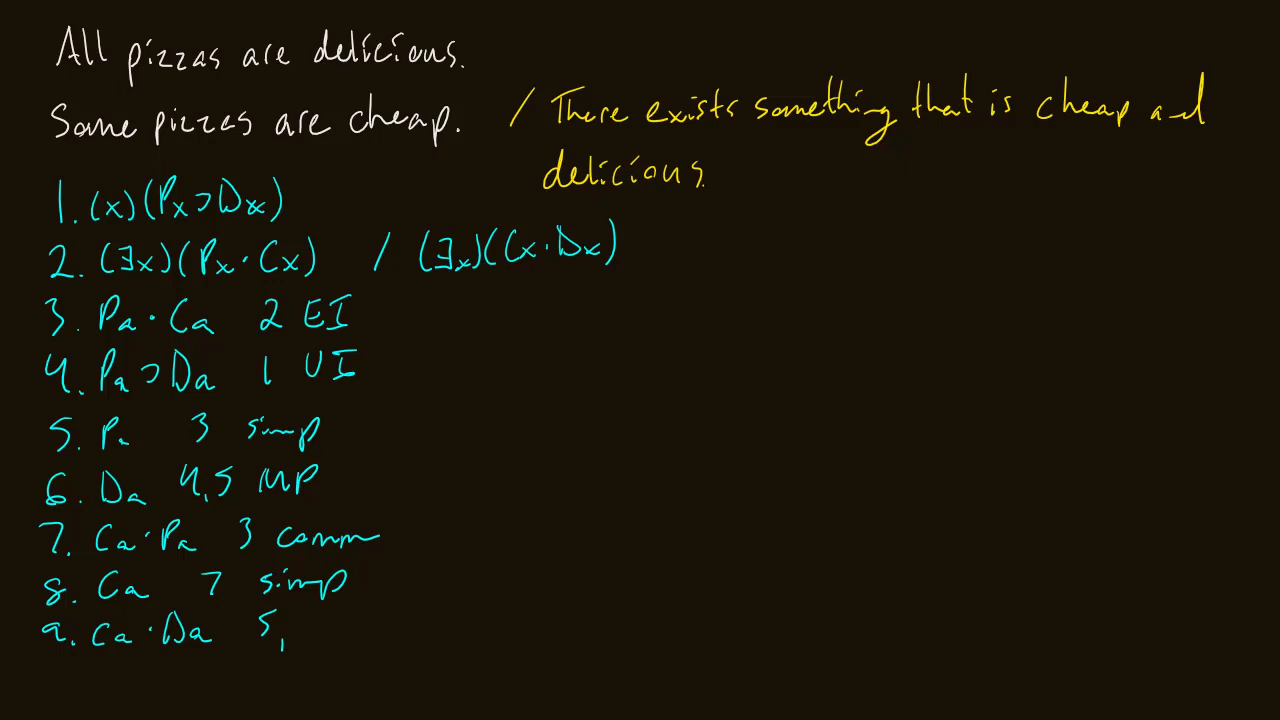 All pizzas are delicious.
Some pizzas are cheap. / There exists something that is cheap and
delicious.
1. (x)(Px⊃Dx)
2. (∃x)(Px·Cx) / (∃x)(Cx·Dx)
3. Pa·Ca 2 EI
4. Pa⊃Da 1 UI
5. Pa 3 simp
6. Da 4,5 MP
7. Ca·Pa 3 comm
8. Ca 7 simp
9. Ca·Da 5,